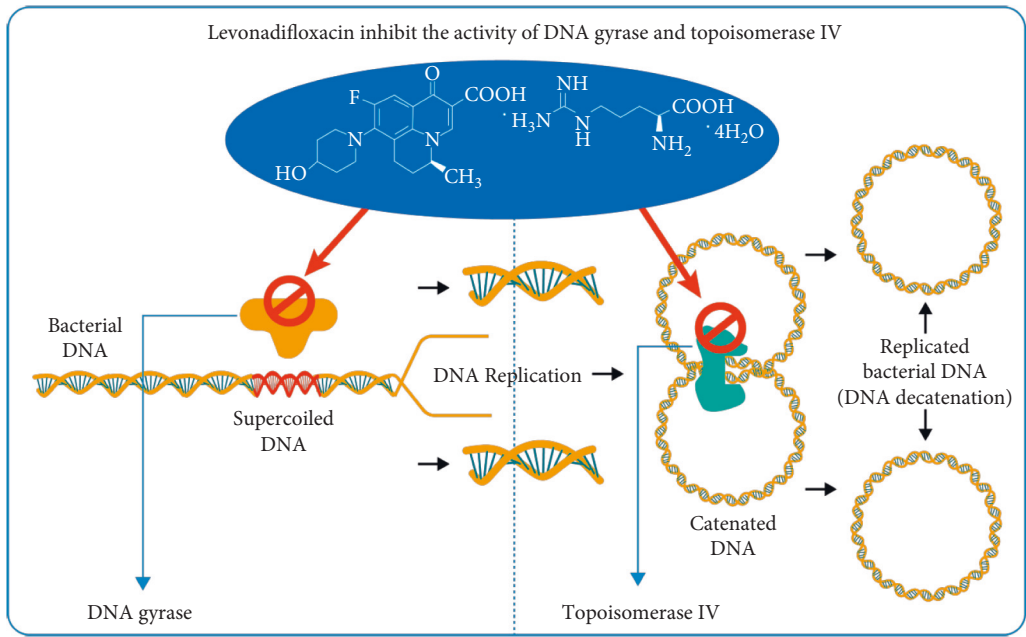 Levonadifloxacin inhibit the activity of DNA gyrase and topoisomerase IV
O
F
COOH
N
N
HO
CH₃
NH
· H₃N
N
H
COOH
NH₂
· 4H₂O
Bacterial
DNA
Supercoiled
DNA
DNA Replication
Catenated
DNA
Replicated
bacterial DNA
(DNA decatenation)
DNA gyrase
Topoisomerase IV